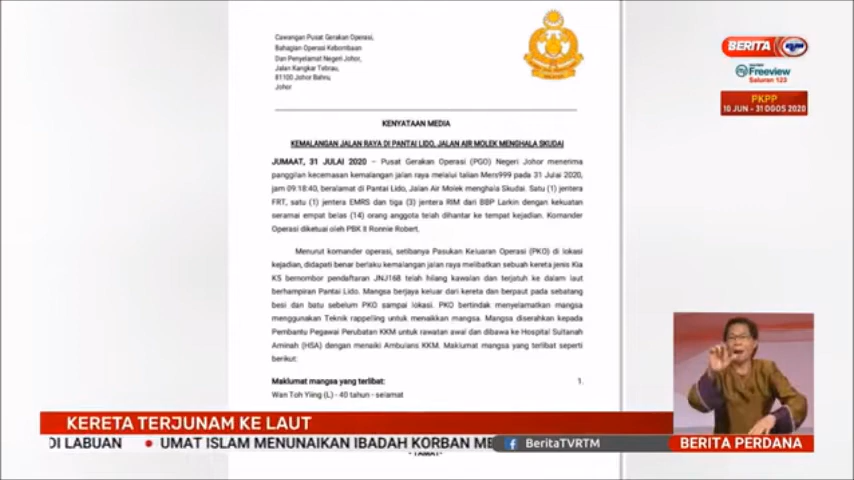 Cawangan Pusat Gerakan Operasi,
Bahagian Operasi Kebombaan
Dan Penyelamat Negeri Johor,
Jalan Kangkar Tebrau,
81100 Johor Bahru,
Johor
KENYATAAN MEDIA
KEMALANGAN JALAN RAYA DI PANTAI LIDO, JALAN AIR MOLEK MENGHALA SKUDAI
JUMAAT, 31 JULAI 2020 – Pusat Gerakan Operasi (PGO) Negeri Johor menerima
panggilan kecemasan kemalangan jalan raya melalui talian Mers999 pada 31 Julai 2020,
jam 09:18:40, beralamat di Pantai Lido, Jalan Air Molek menghala Skudai. Satu (1) jentera
FRT, satu (1) jentera EMRS dan tiga (3) jentera RIM dari BBP Larkin dengan kekuatan
seramai empat belas (14) orang anggota telah dihantar ke tempat kejadian. Komander
Operasi diketuai oleh PBK II Ronnie Robert.
Menurut komander operasi, setibanya Pasukan Keluaran Operasi (PKO) di lokasi
kejadian, didapati benar berlaku kemalangan jalan raya melibatkan sebuah kereta jenis Kia
K5 bernombor pendaftaran JNJ168 telah hilang kawalan dan terjatuh ke dalam laut
berhampiran Pantai Lido. Mangsa berjaya keluar dari kereta dan berpaut pada sebatang
besi dan batu sebelum PKO sampai lokasi. PKO bertindak menyelamatkan mangsa
menggunakan Teknik rappelling untuk menaikkan mangsa. Mangsa diserahkan kepada
Pembantu Pegawai Perubatan KKM untuk rawatan awal dan dibawa ke Hospital Sultanah
Aminah (HSA) dengan menaiki Ambulans KKM. Maklumat mangsa yang terlibat seperti
berikut:
Maklumat mangsa yang terlibat: 1.
Wan Toh Yiing (L) - 40 tahun - selamat
- TAMAT-
BERITA
Freeview
Saluran 123
PKPP
10 JUN - 31 OGOS 2020
KERETA TERJUNAM KE LAUT
DI LABUAN • UMAT ISLAM MENUNAIKAN IBADAH KORBAN ME
BeritaTVRTM
BERITA PERDANA